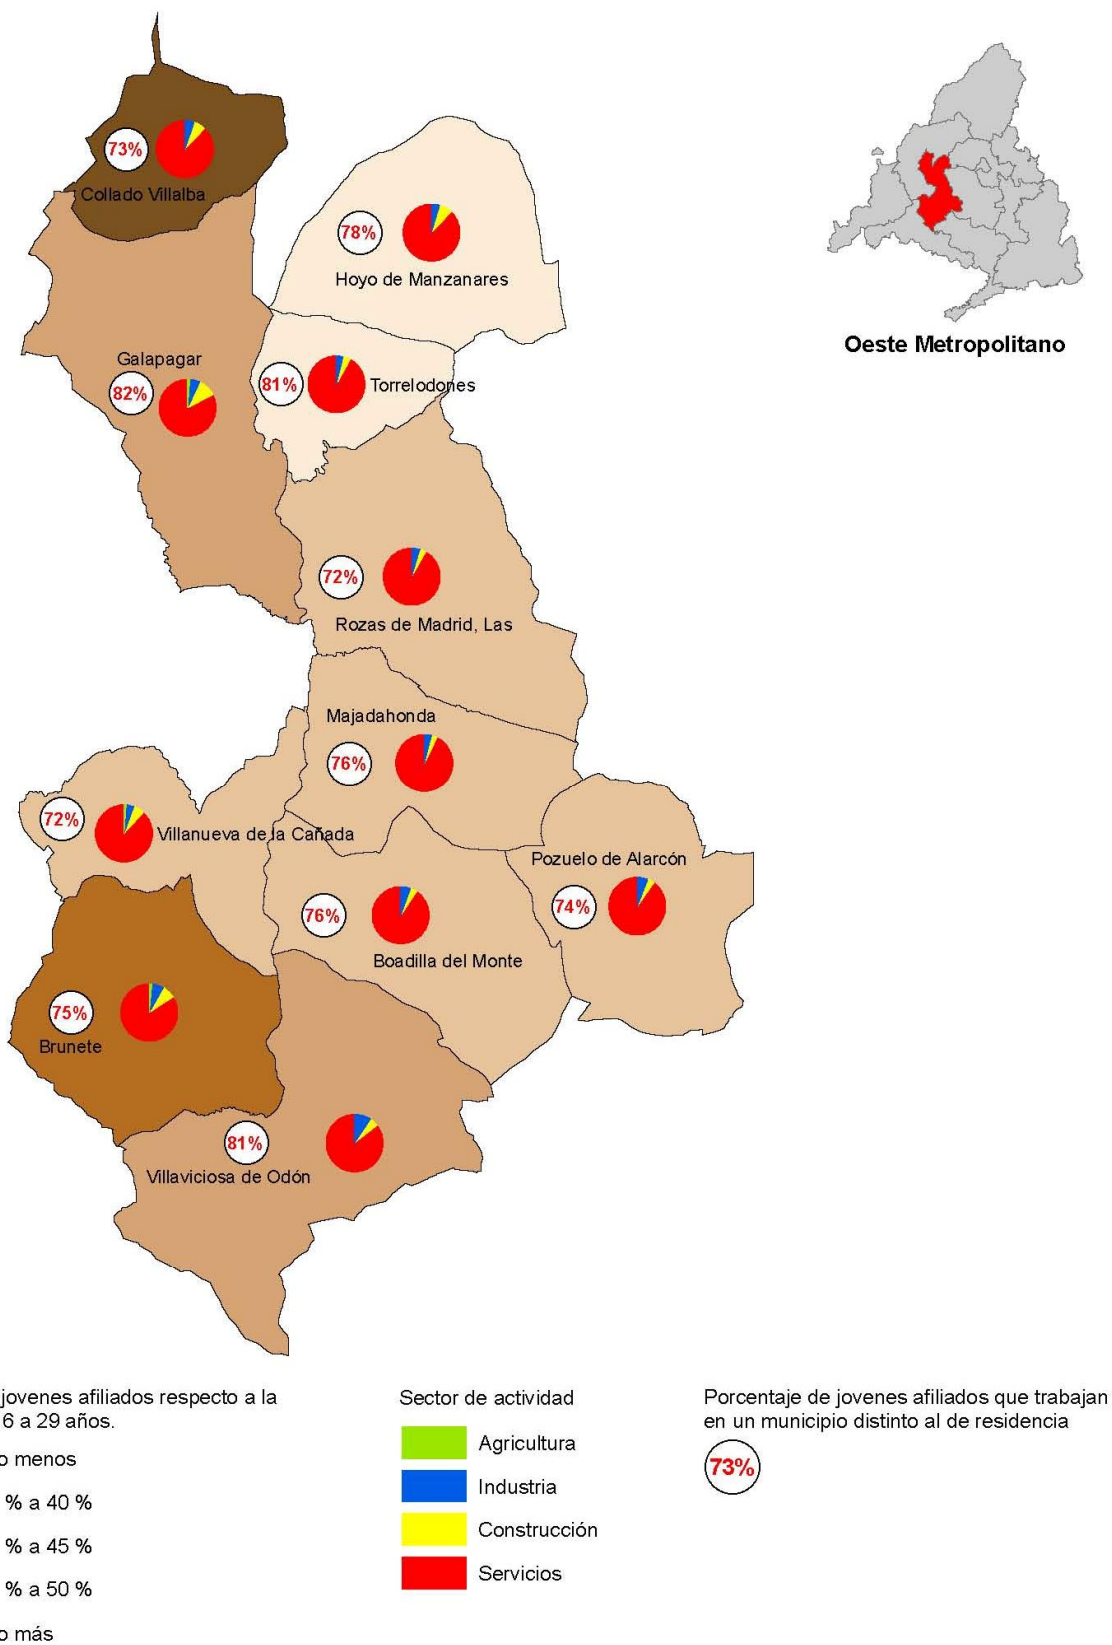 73%
Collado Villalba
78%
Hoyo de Manzanares
Oeste Metropolitano
Galapagar
82%
81%
Torrelodones
72%
Rozas de Madrid, Las
Majadahonda
76%
72%
Villanueva de la Cañada
Pozuelo de Alarcón
74%
76%
Boadilla del Monte
75%
Brunete
81%
Villaviciosa de Odón
jovenes afiliados respecto a la
6 a 29 años.
o menos
% a 40 %
% a 45 %
% a 50 %
o más
Sector de actividad
Agricultura
Industria
Construcción
Servicios
Porcentaje de jovenes afiliados que trabajan
en un municipio distinto al de residencia
73%